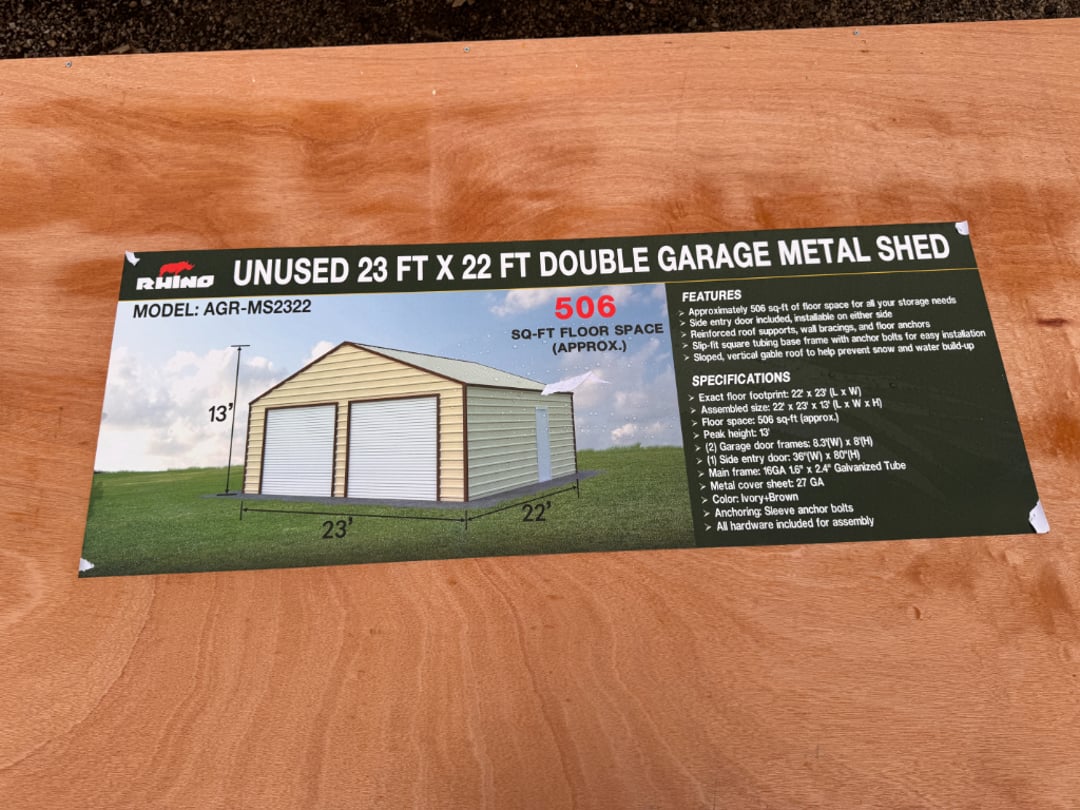 RHINO
UNUSED 23 FT X 22 FT DOUBLE GARAGE METAL SHED
MODEL: AGR-MS2322
506
SQ-FT FLOOR SPACE
(APPROX.)
13'
23'
22'
FEATURES
➢ Approximately 506 sq-ft of floor space for all your storage needs
➢ Side entry door included, installable on either side
➢ Reinforced roof supports, wall bracings, and floor anchors
➢ Slip-fit square tubing base frame with anchor bolts for easy installation
➢ Sloped, vertical gable roof to help prevent snow and water build-up
SPECIFICATIONS
➢ Exact floor footprint: 22' x 23' (L x W)
➢ Assembled size: 22' x 23' x 13' (L x W x H)
➢ Floor space: 506 sq-ft (approx.)
➢ Peak height: 13'
➢ (2) Garage door frames: 8.3'(W) x 8'(H)
➢ (1) Side entry door: 36"(W) x 80"(H)
➢ Main frame: 16GA 1.6" x 2.4" Galvanized Tube
➢ Metal cover sheet: 27 GA
➢ Color: Ivory+Brown
➢ Anchoring: Sleeve anchor bolts
➢ All hardware included for assembly